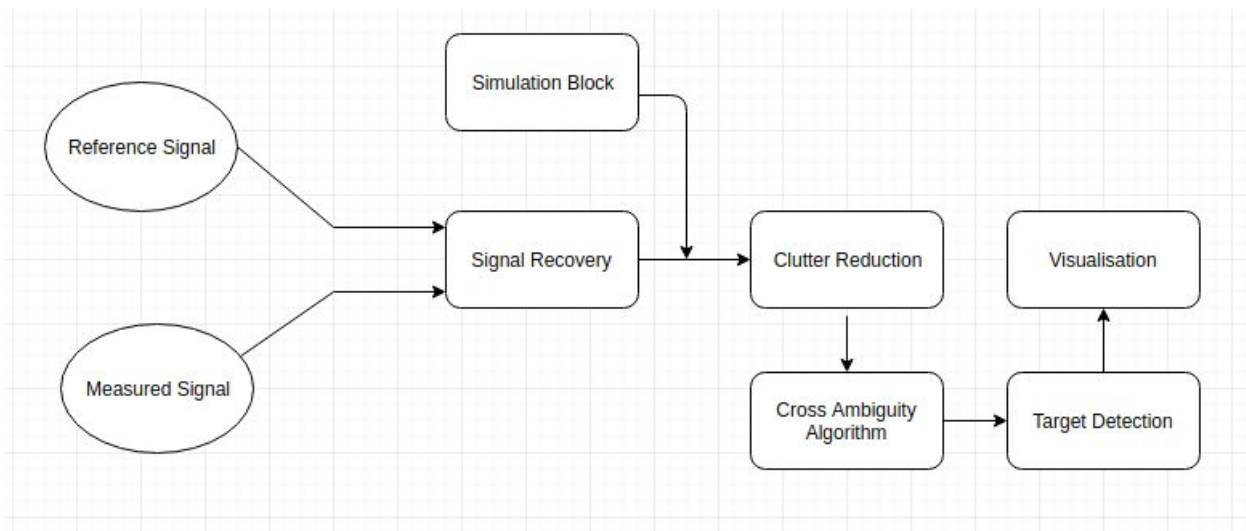 Simulation Block
Reference Signal
Signal Recovery
Clutter Reduction
Visualisation
Measured Signal
Cross Ambiguity
Algorithm
Target Detection